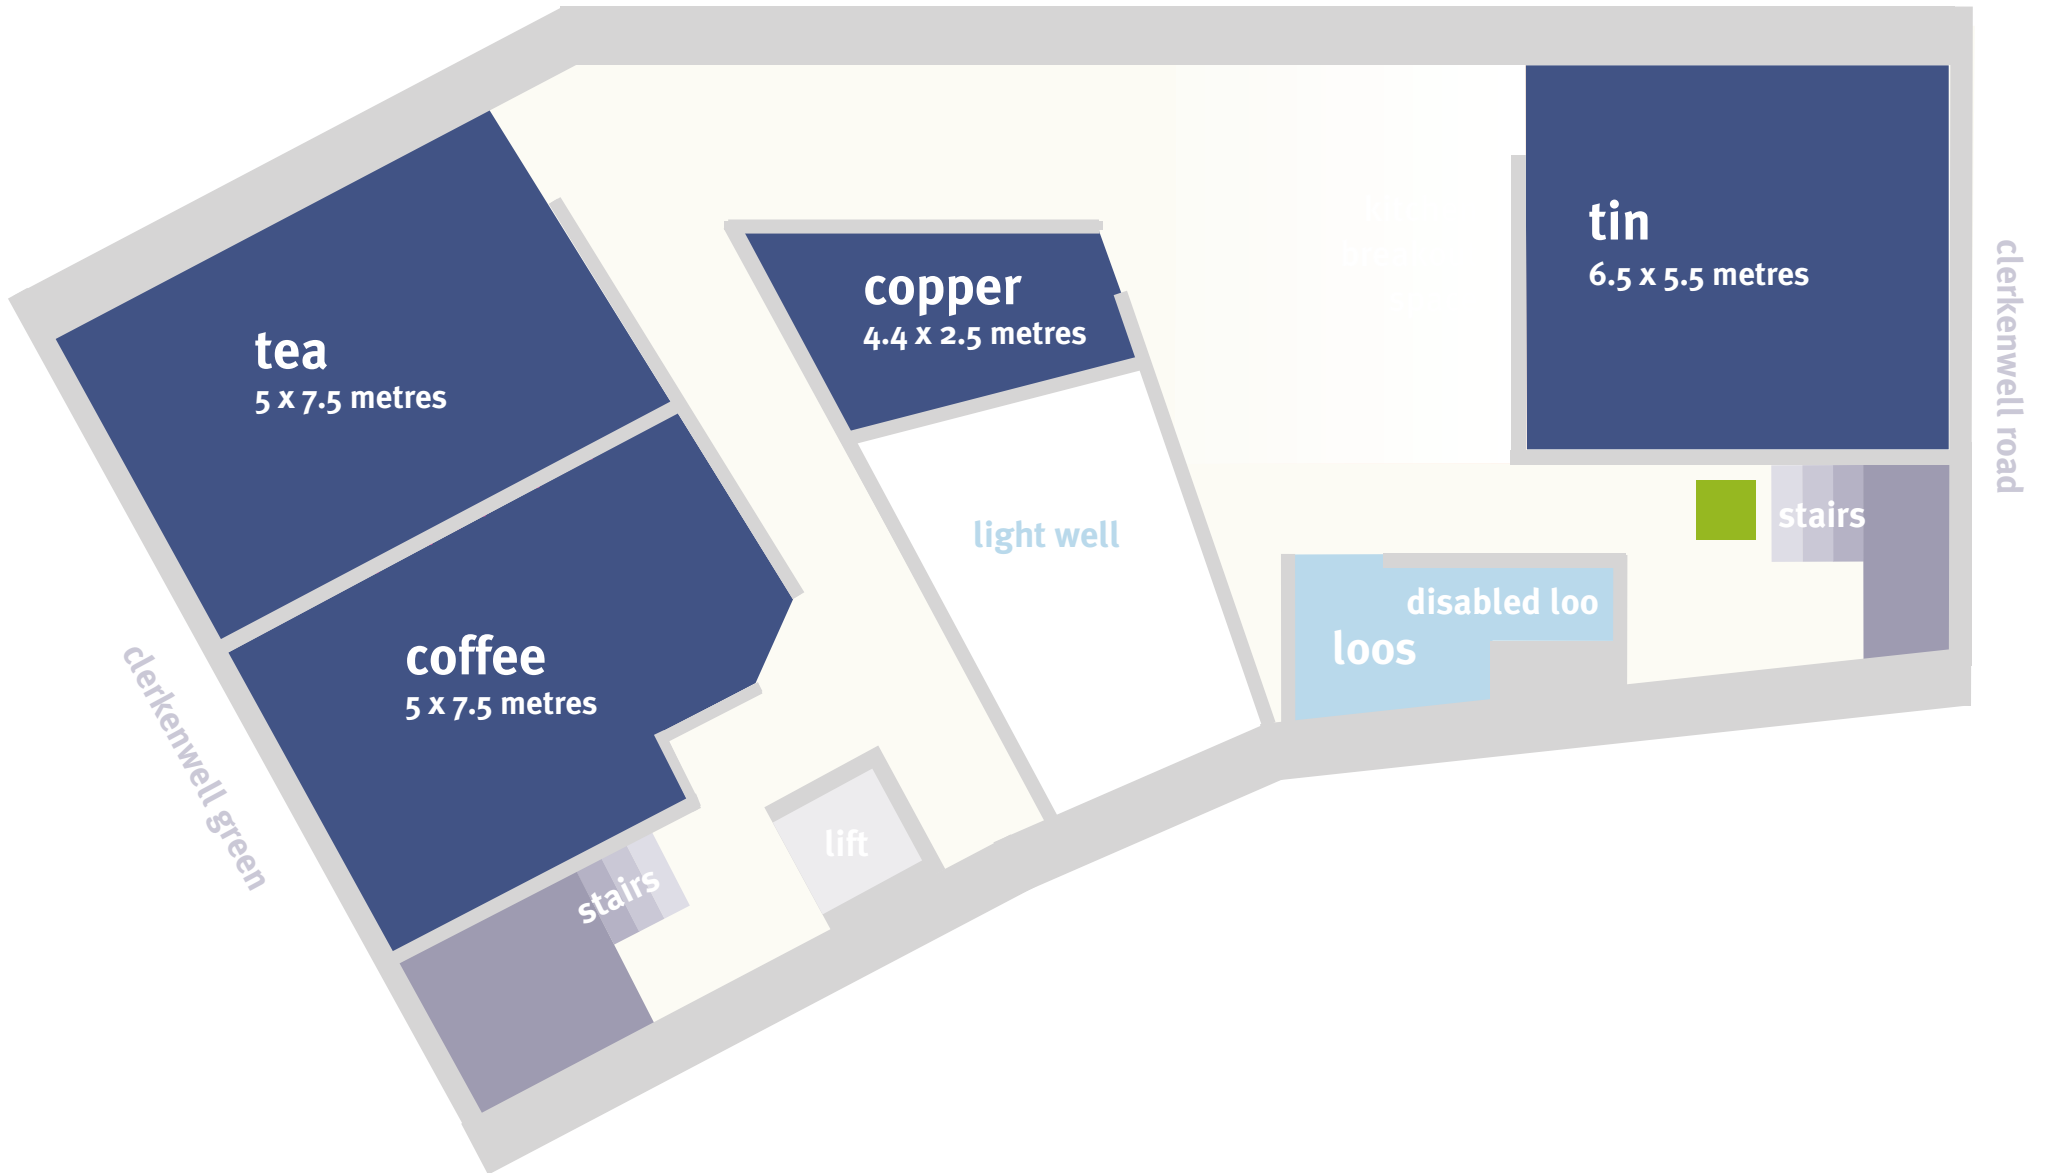 tea
5 x 7.5 metres
copper
4.4 x 2.5 metres
tin
6.5 x 5.5 metres
clerkenwell road
light well
stairs
disabled loo
loos
coffee
5 x 7.5 metres
clerkenwell green
lift
stairs